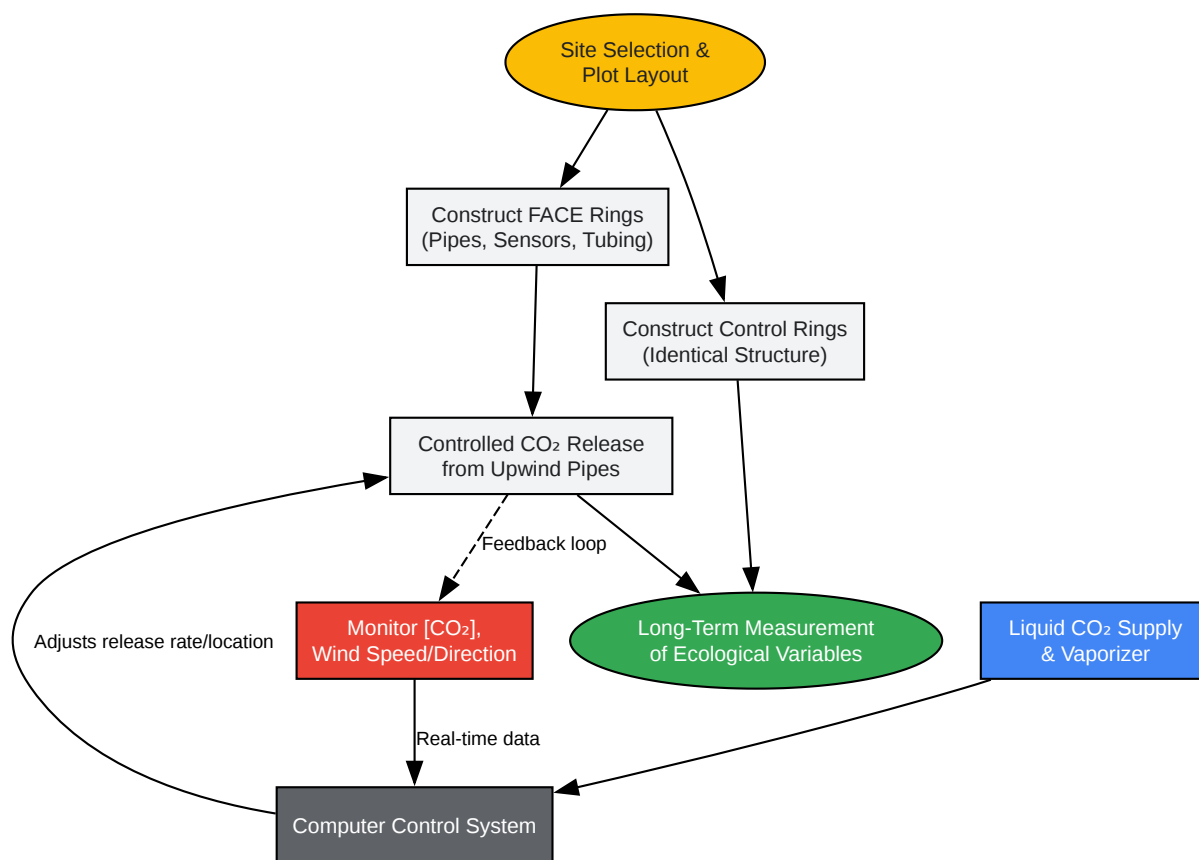 Site Selection &
Plot Layout
Construct FACE Rings
(Pipes, Sensors, Tubing)
Construct Control Rings
(Identical Structure)
Controlled CO₂ Release
from Upwind Pipes
Feedback loop
Adjusts release rate/location
Monitor [CO₂],
Wind Speed/Direction
Long-Term Measurement
of Ecological Variables
Liquid CO₂ Supply
& Vaporizer
Real-time data
Computer Control System